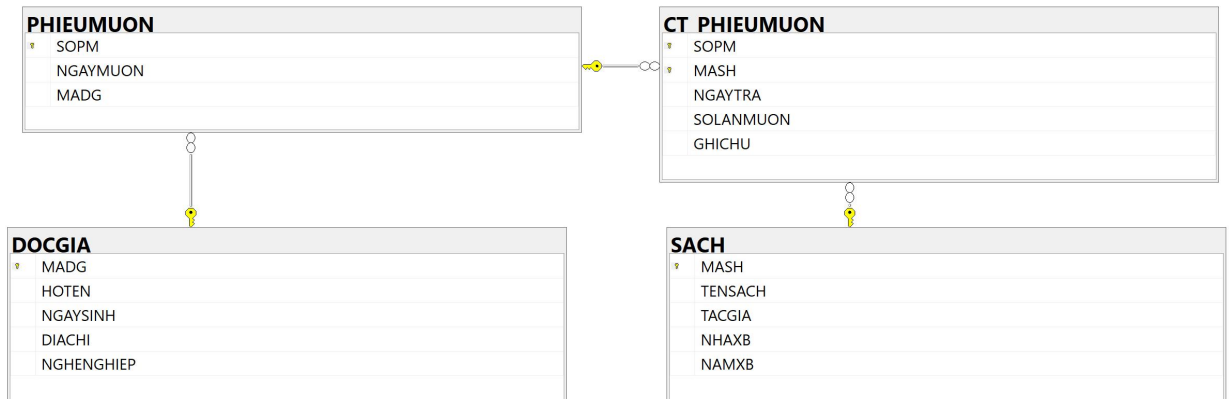 PHIEUMUON
SOPM
NGAYMUON
MADG
CT_PHIEUMUON
SOPM
MASH
NGAYTRA
SOLANMUON
GHICHU
DOCGIA
MADG
HOTEN
NGAYSINH
DIACHI
NGHENGHIEP
SACH
MASH
TENSACH
TACGIA
NHAXB
NAMXB